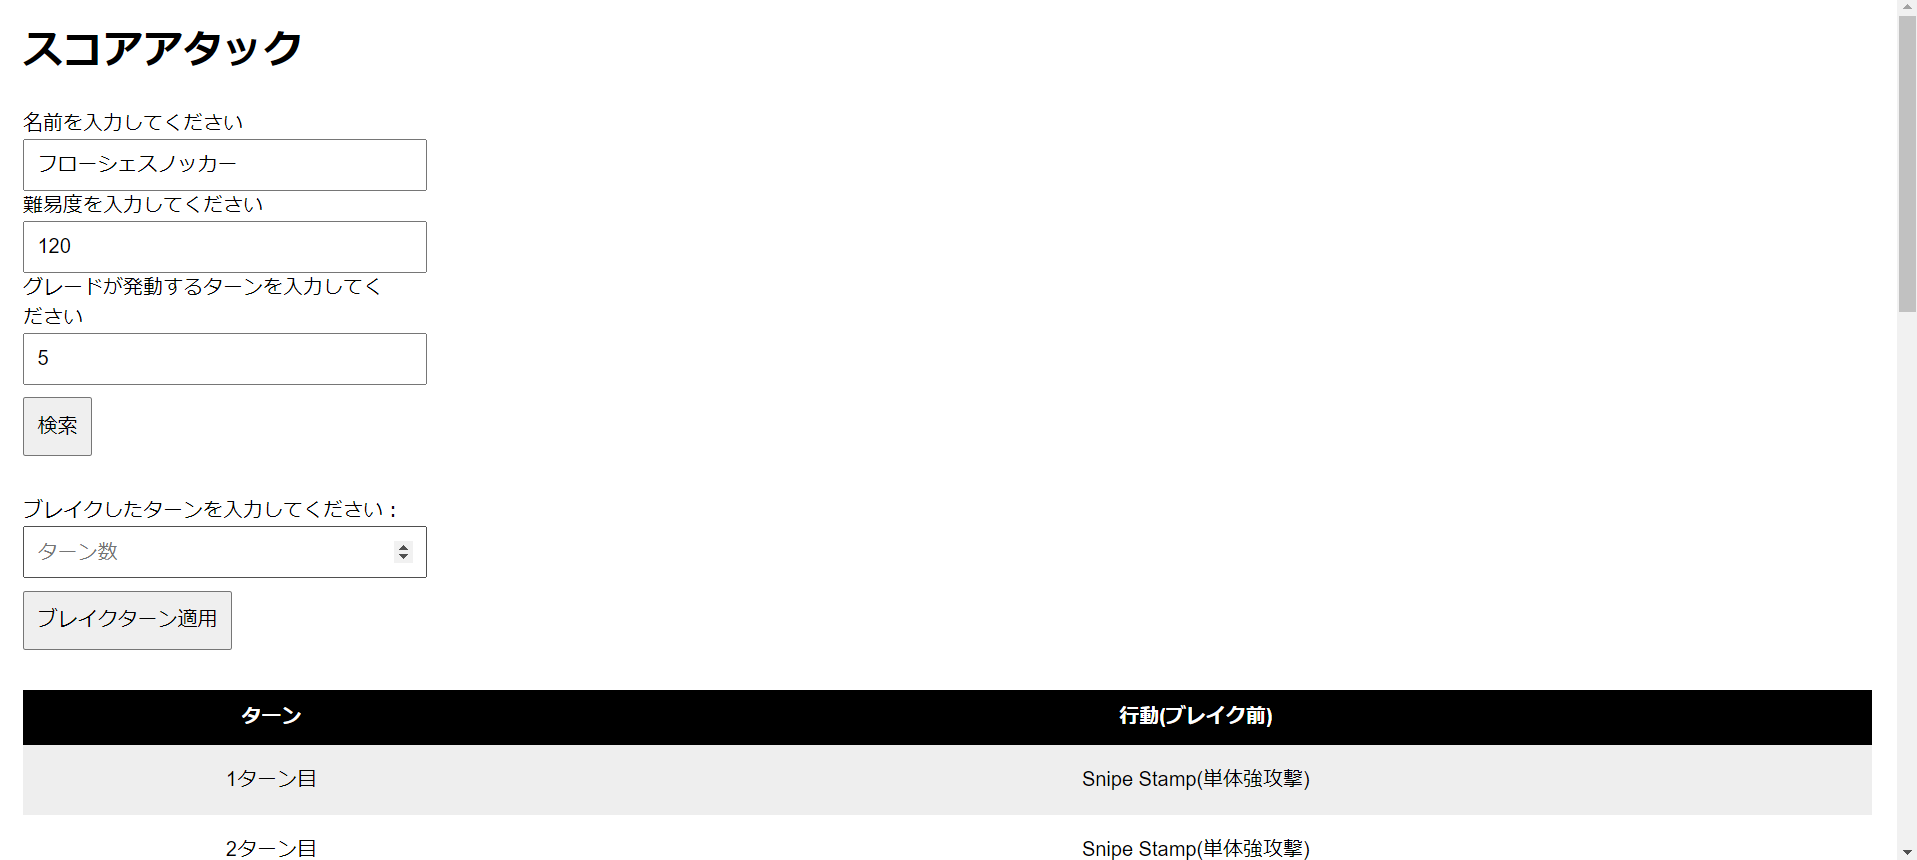 スコアアタック
名前を入力してください
フローシェスノッカー
難易度を入力してください
120
グレードが発動するターンを入力してく
ださい
5
検索
ブレイクしたターンを入力してください：
ターン数
ブレイクターン適用
ターン 行動(ブレイク前)
1ターン目 Snipe Stamp(単体強攻撃)
2ターン目 Snipe Stamp(単体強攻撃)